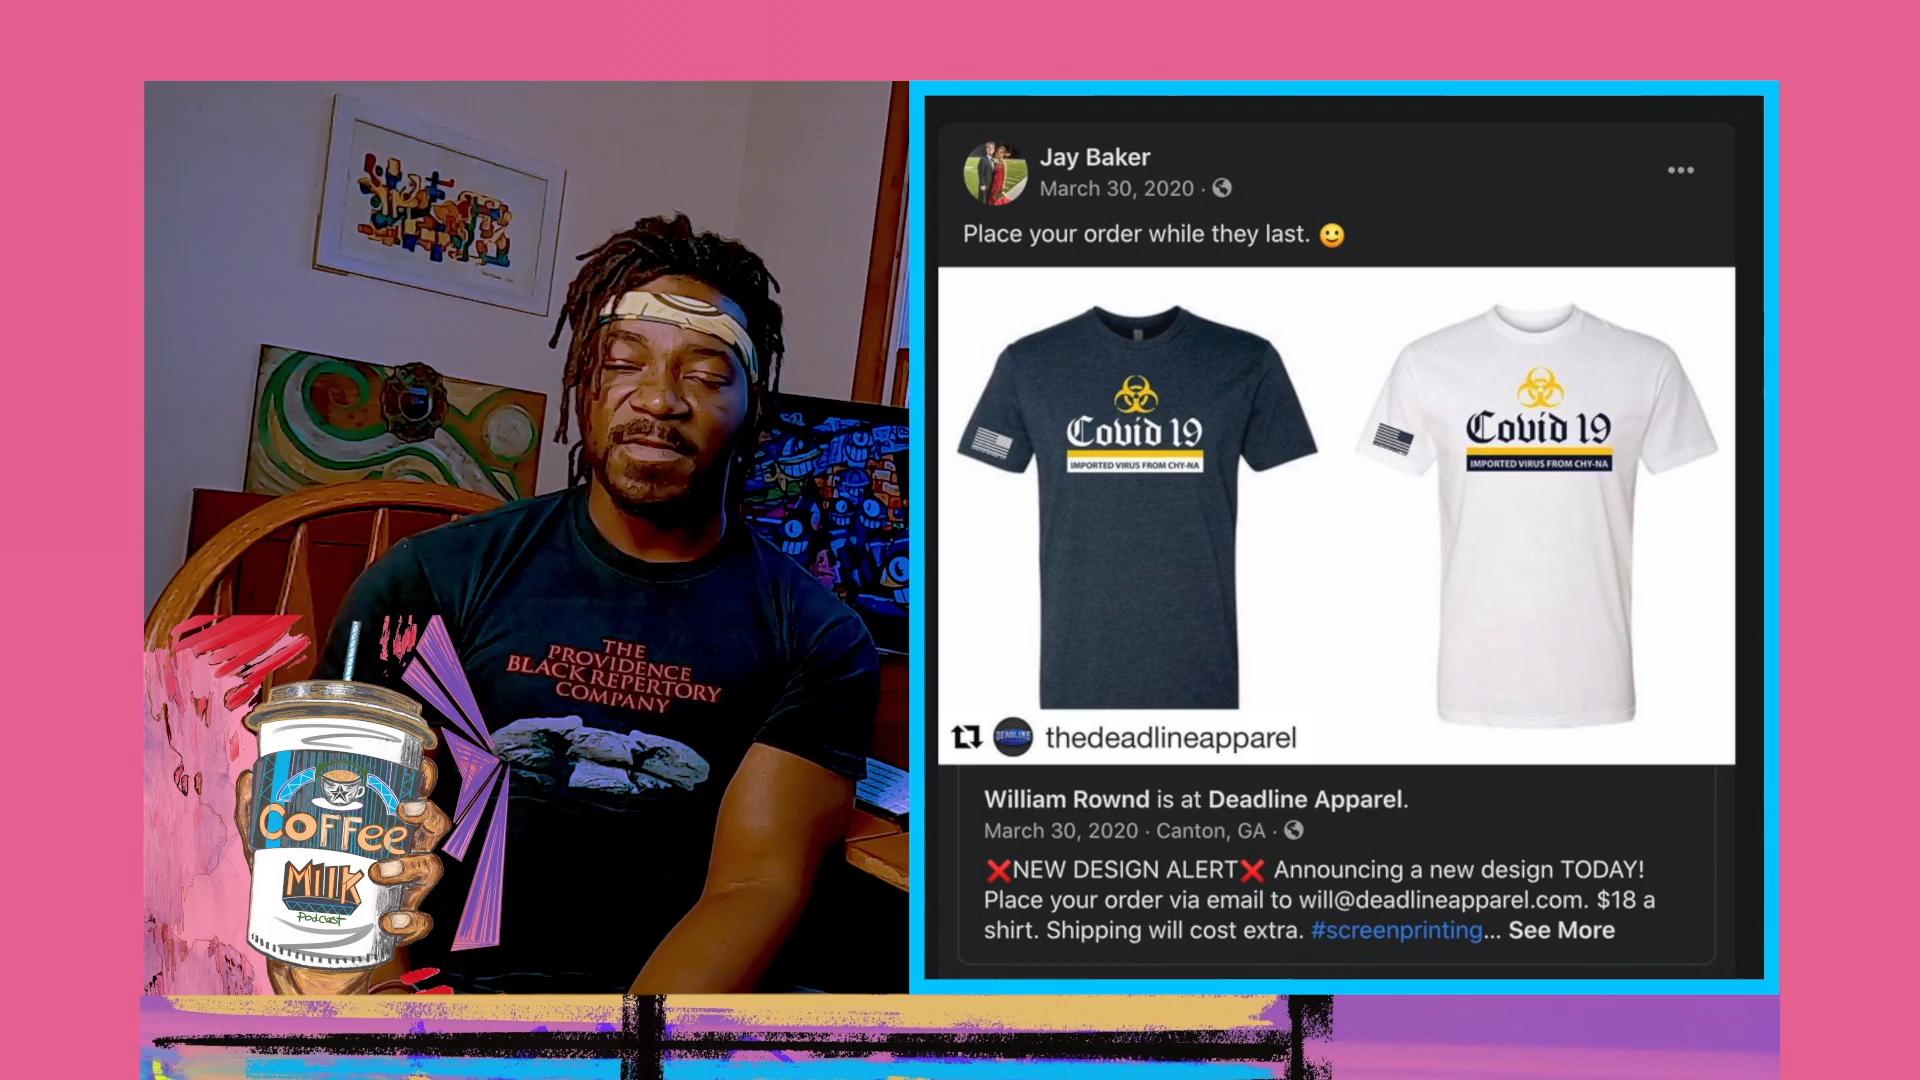 THE
PROVIDENCE
BLACK REPERTORY
COMPANY
COFFee
MilK
Podcast
Jay Baker
March 30, 2020 ·
Place your order while they last. 🙂
Covid 19
IMPORTED VIRUS FROM CHY-NA
Covid 19
IMPORTED VIRUS FROM CHY-NA
DEADLINE
thedeadlineapparel
William Rownd is at Deadline Apparel.
March 30, 2020 · Canton, GA ·
❌NEW DESIGN ALERT❌ Announcing a new design TODAY!
Place your order via email to will@deadlineapparel.com. $18 a
shirt. Shipping will cost extra. #screenprinting... See More